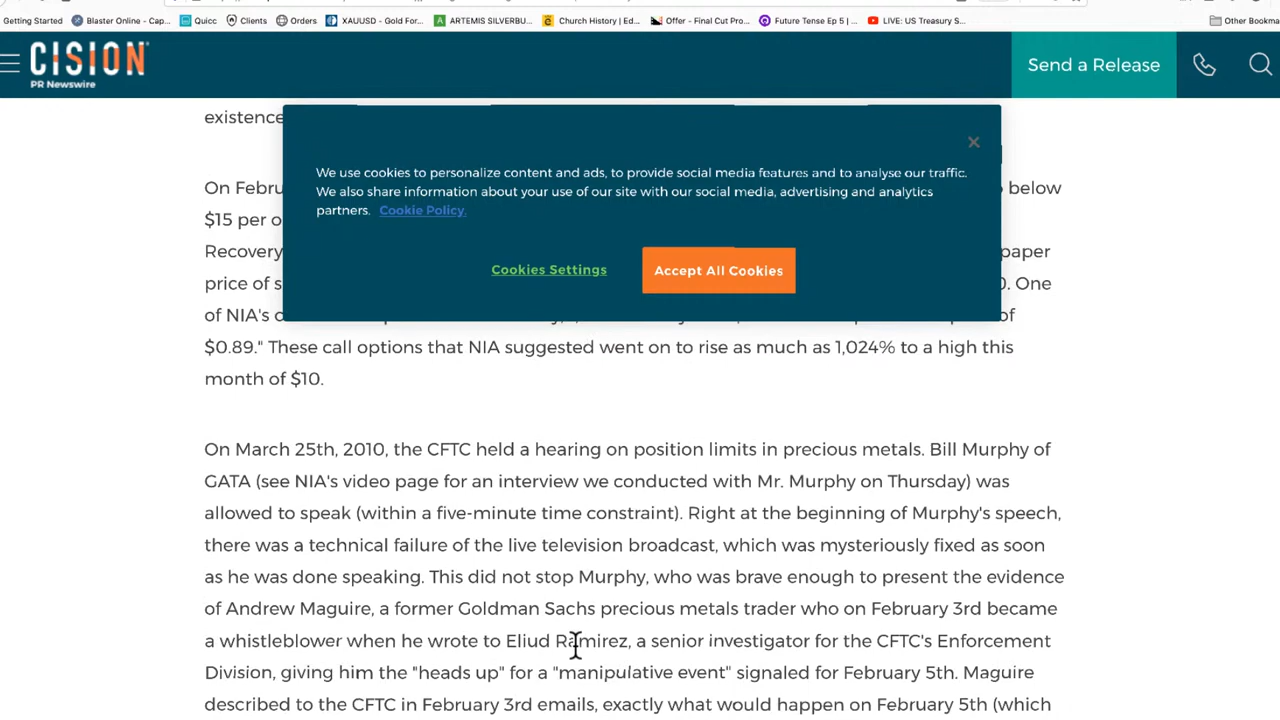 Getting Started Blaster Online - Cap... Quicc Clients Orders XAUUSD - Gold For... ARTEMIS SILVERBU... Church History | Ed... Offer - Final Cut Pro... Future Tense Ep 5 | ... LIVE: US Treasury S... Other Bookma
CISION
PR Newswire
Send a Release
existence
We use cookies to personalize content and ads, to provide social media features and to analyse our traffic.
We also share information about your use of our site with our social media, advertising and analytics
partners. Cookie Policy.
Cookies Settings
Accept All Cookies
On Febru below
$15 per o
Recovery paper
price of s 0. One
of NIA's o of
$0.89." These call options that NIA suggested went on to rise as much as 1,024% to a high this
month of $10.
On March 25th, 2010, the CFTC held a hearing on position limits in precious metals. Bill Murphy of
GATA (see NIA's video page for an interview we conducted with Mr. Murphy on Thursday) was
allowed to speak (within a five-minute time constraint). Right at the beginning of Murphy's speech,
there was a technical failure of the live television broadcast, which was mysteriously fixed as soon
as he was done speaking. This did not stop Murphy, who was brave enough to present the evidence
of Andrew Maguire, a former Goldman Sachs precious metals trader who on February 3rd became
a whistleblower when he wrote to Eliud Ramirez, a senior investigator for the CFTC's Enforcement
Division, giving him the "heads up" for a "manipulative event" signaled for February 5th. Maguire
described to the CFTC in February 3rd emails, exactly what would happen on February 5th (which